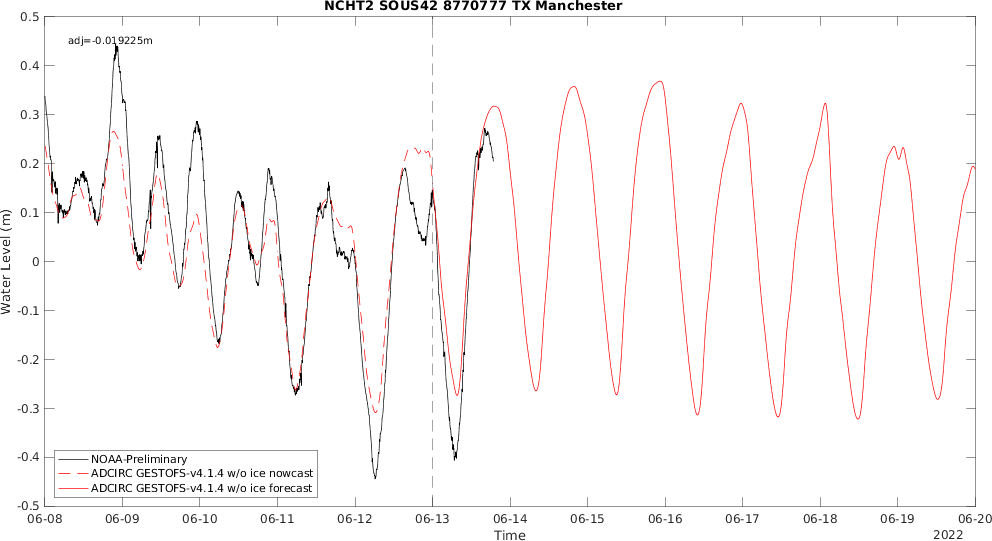 NCHT2 SOUS42 8770777 TX Manchester
adj=-0.019225m
0.5
0.4
0.3
0.2
0.1
0
-0.1
-0.2
-0.3
-0.4
-0.5
Water Level (m)
NOAA-Preliminary
ADCIRC GESTOFS-v4.1.4 w/o ice nowcast
ADCIRC GESTOFS-v4.1.4 w/o ice forecast
06-08 06-09 06-10 06-11 06-12 06-13 06-14 06-15 06-16 06-17 06-18 06-19 06-20
Time
2022